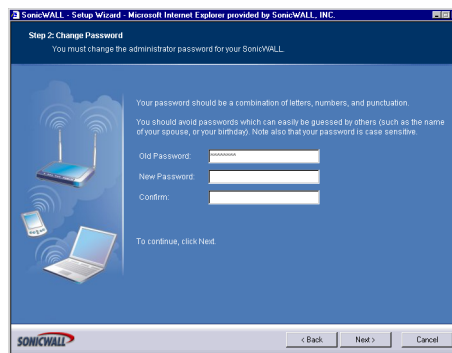 SonicWALL - Setup Wizard - Microsoft Internet Explorer provided by SonicWALL, INC.
Step 2: Change Password
You must change the administrator password for your SonicWALL.
Your password should be a combination of letters, numbers, and punctuation.
You should avoid passwords which can easily be guessed by others (such as the name
of your spouse, or your birthday). Note also that your password is case sensitive.
Old Password: ********
New Password:
Confirm:
To continue, click Next.
SONICWALL
< Back Next > Cancel